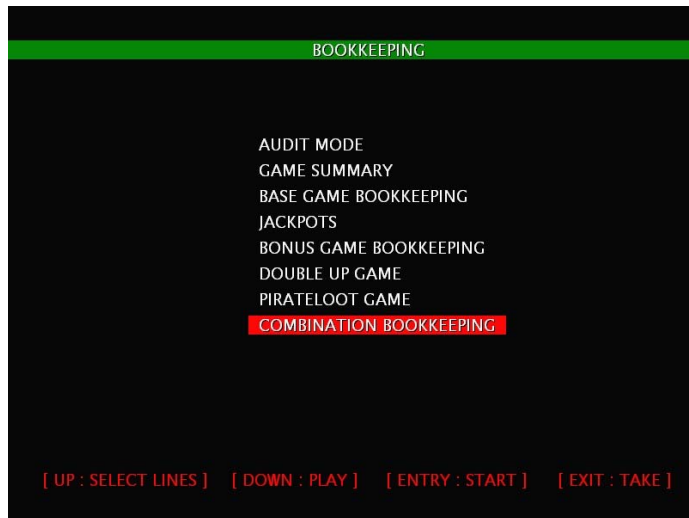 BOOKKEEPING
AUDIT MODE
GAME SUMMARY
BASE GAME BOOKKEEPING
JACKPOTS
BONUS GAME BOOKKEEPING
DOUBLE UP GAME
PIRATELOOT GAME
COMBINATION BOOKKEEPING
[ UP : SELECT LINES ] [ DOWN : PLAY ] [ ENTRY : START ] [ EXIT : TAKE ]